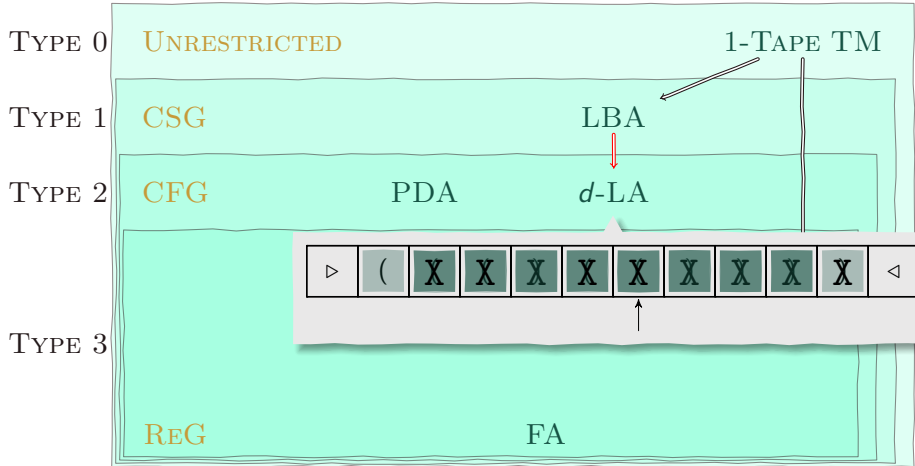 TYPE 0 UNRESTRICTED 1-TAPE TM
TYPE 1 CSG LBA
TYPE 2 CFG PDA d-LA
▷ ( X X X X X X X X X ◁
TYPE 3
REG FA